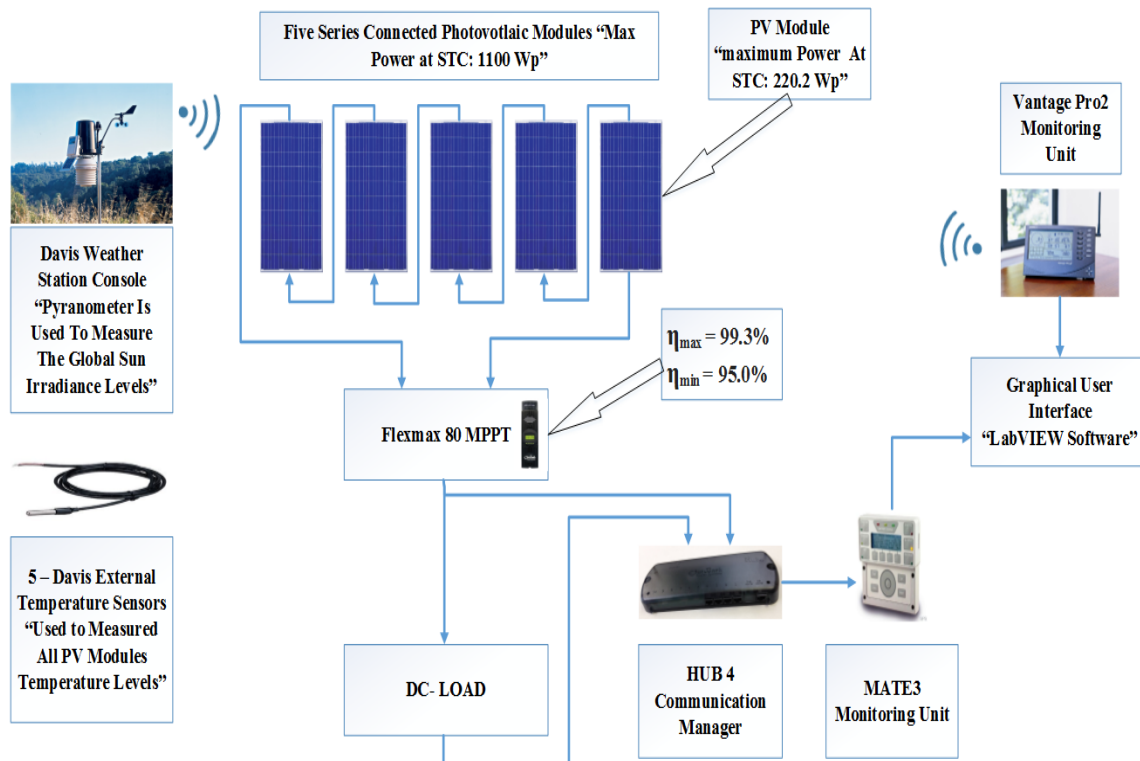 Five Series Connected Photovotlaic Modules “Max
Power at STC: 1100 Wp”
PV Module
“maximum Power At
STC: 220.2 Wp”
Vantage Pro2
Monitoring
Unit
Davis Weather
Station Console
“Pyranometer Is
Used To Measure
The Global Sun
Irradiance Levels”
ηmax = 99.3%
ηmin = 95.0%
Flexmax 80 MPPT
Graphical User
Interface
“LabVIEW Software”
5 – Davis External
Temperature Sensors
“Used to Measured
All PV Modules
Temperature Levels”
DC- LOAD
HUB 4
Communication
Manager
MATE3
Monitoring Unit